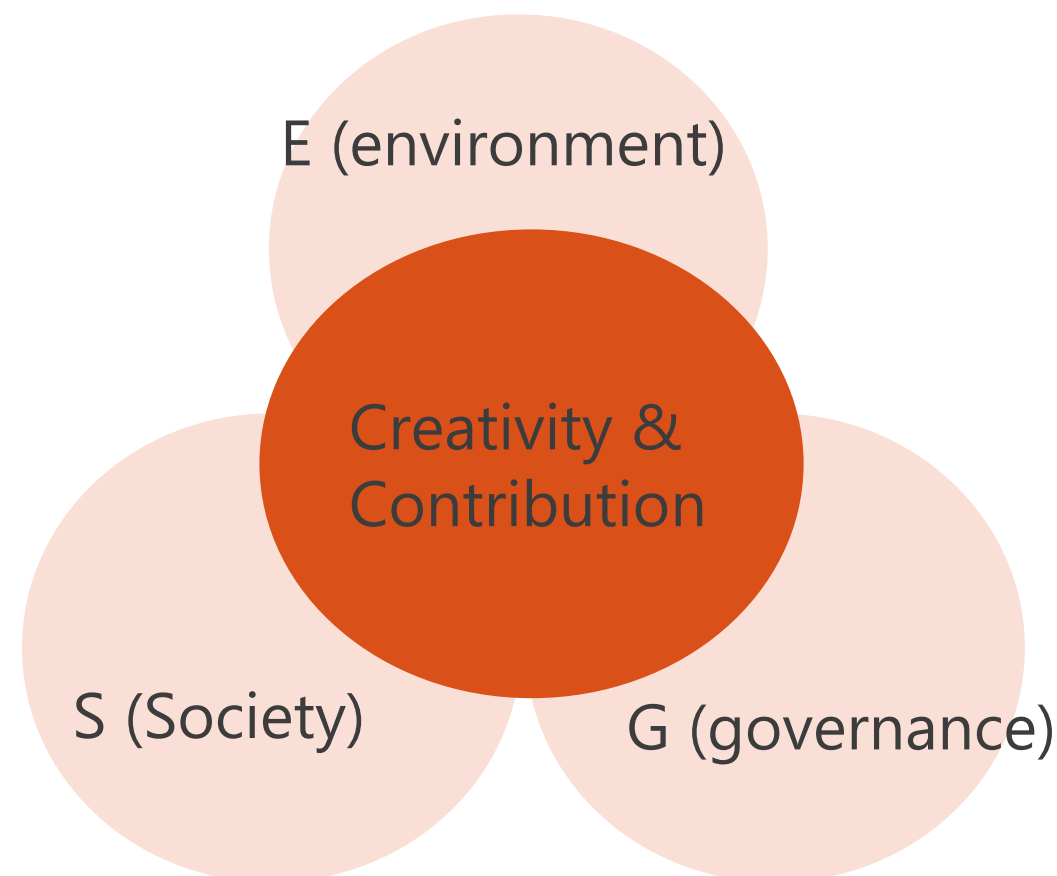 E (environment)
Creativity &
Contribution
S (Society)
G (governance)